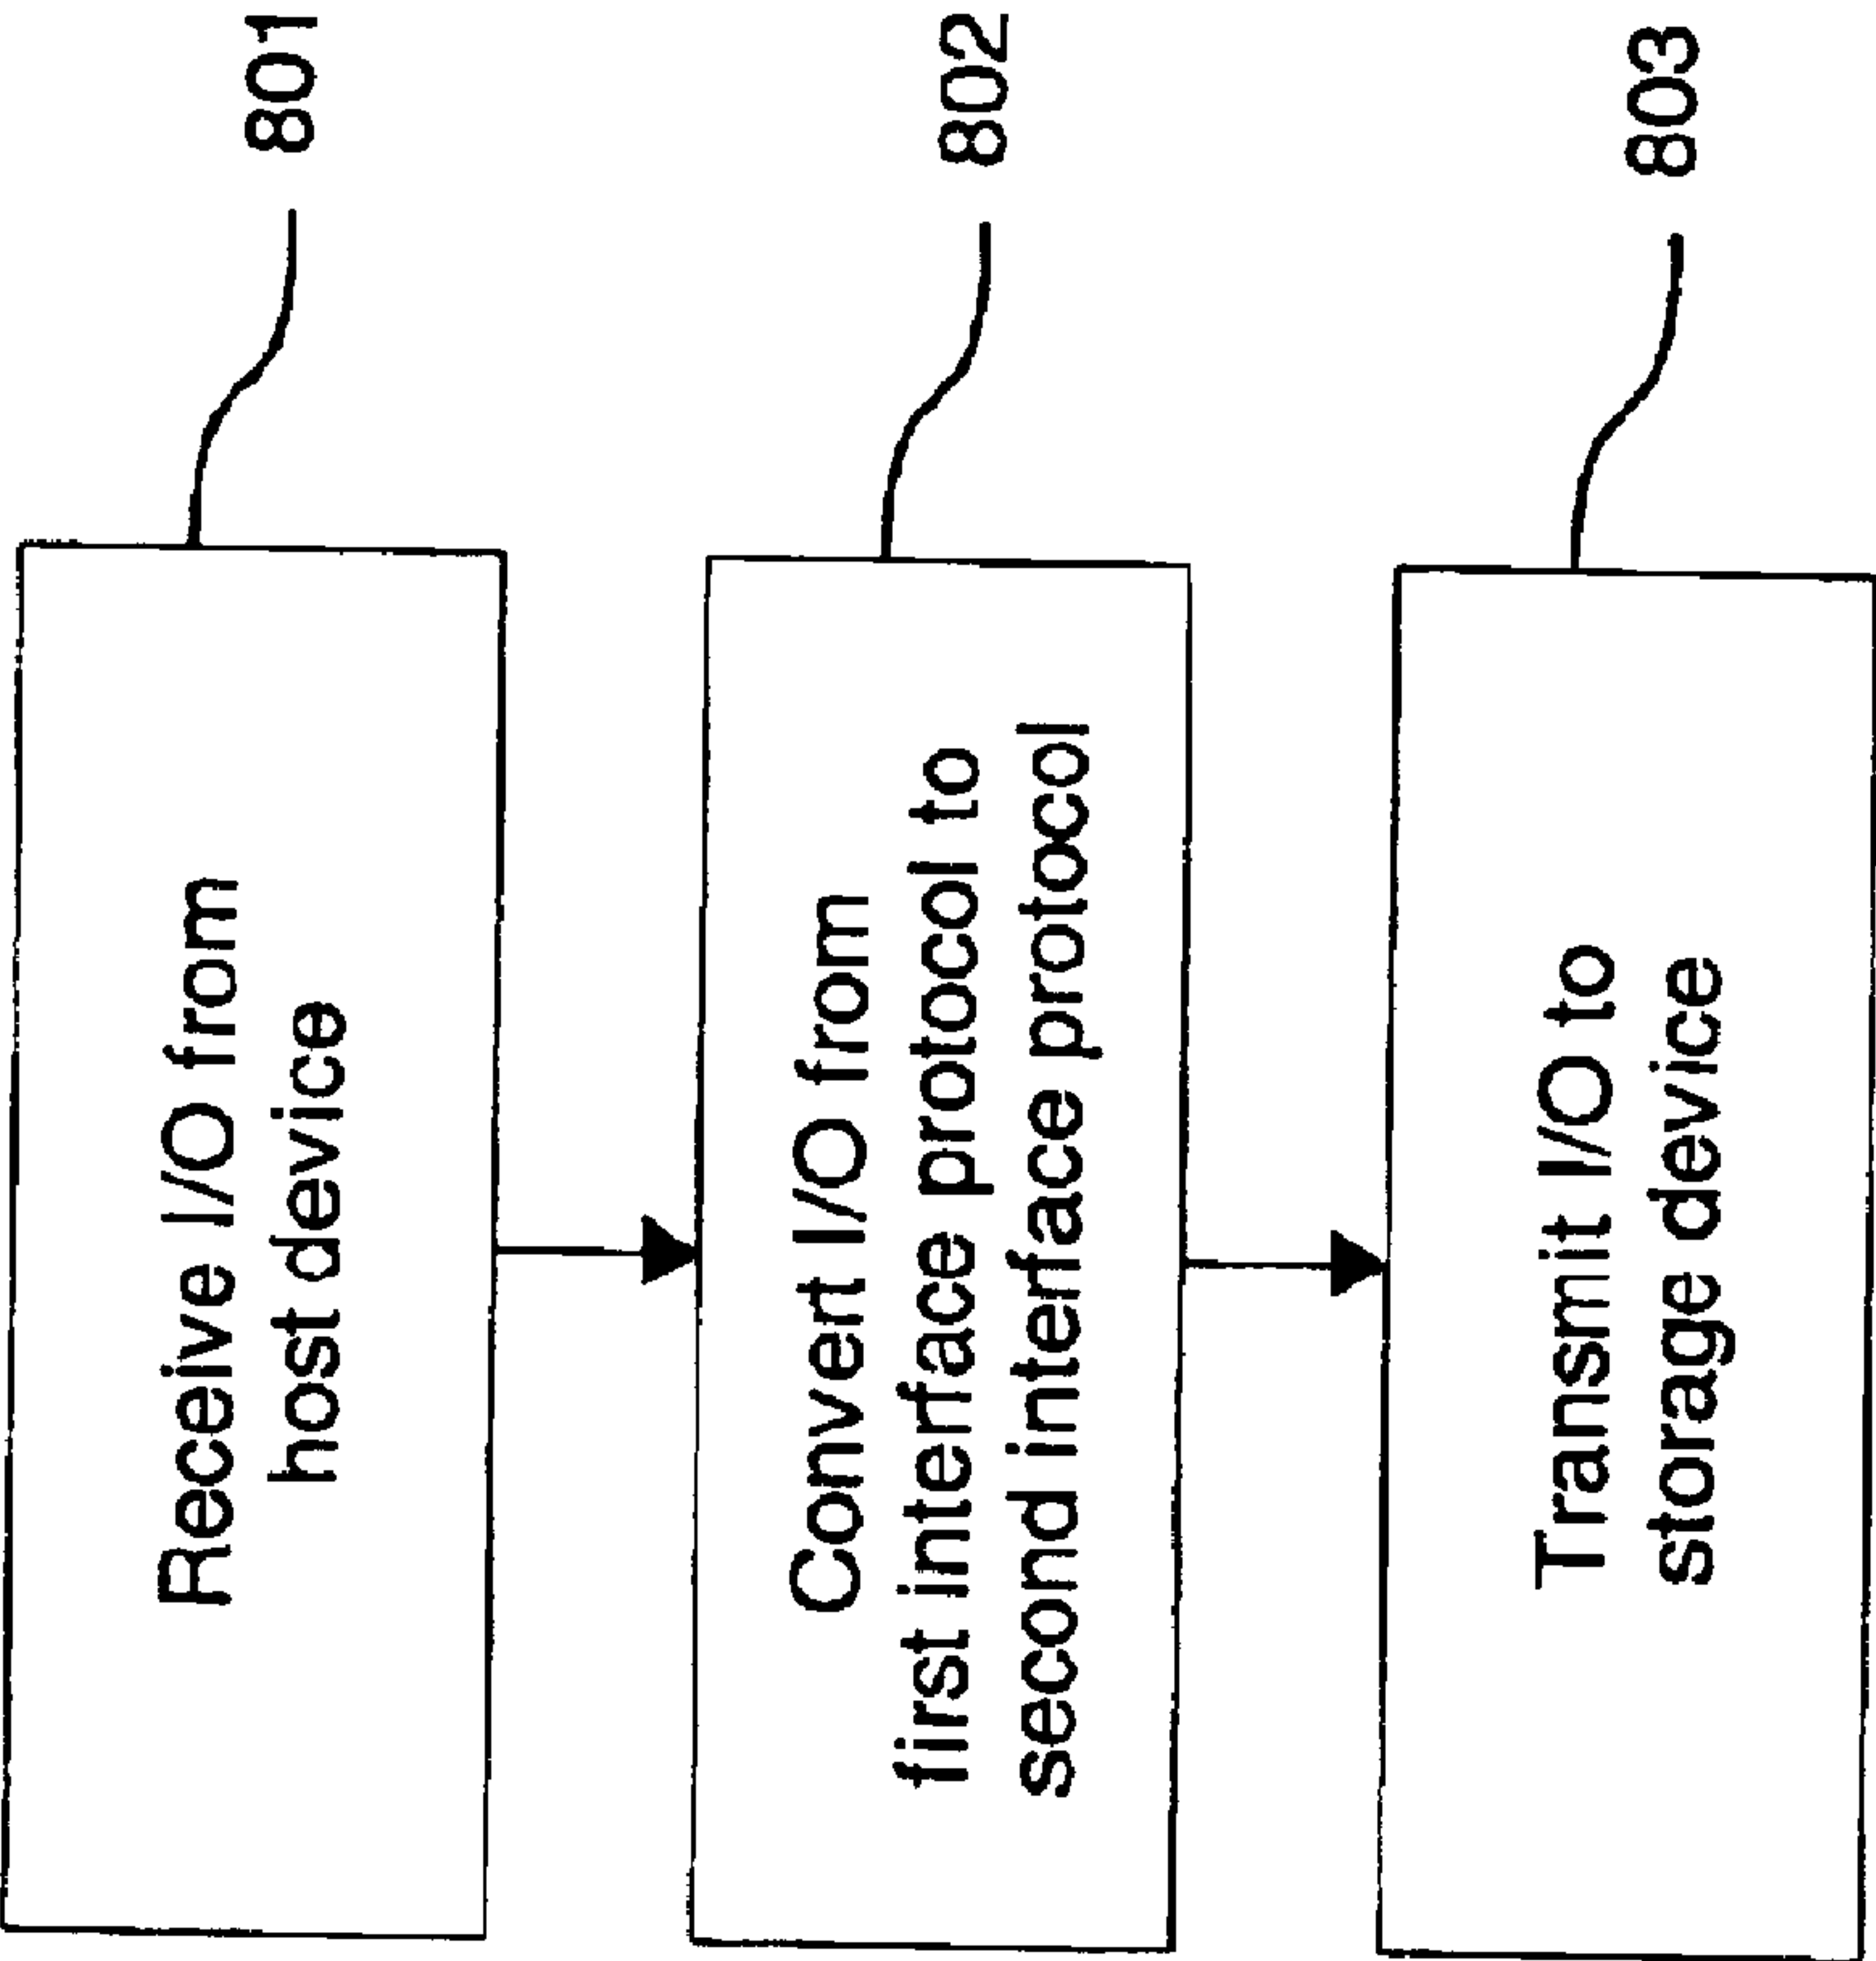 Receive I/O from
host device
801
Convert I/O from
first interface protocol to
second interface protocol
802
Transmit I/O to
storage device
803